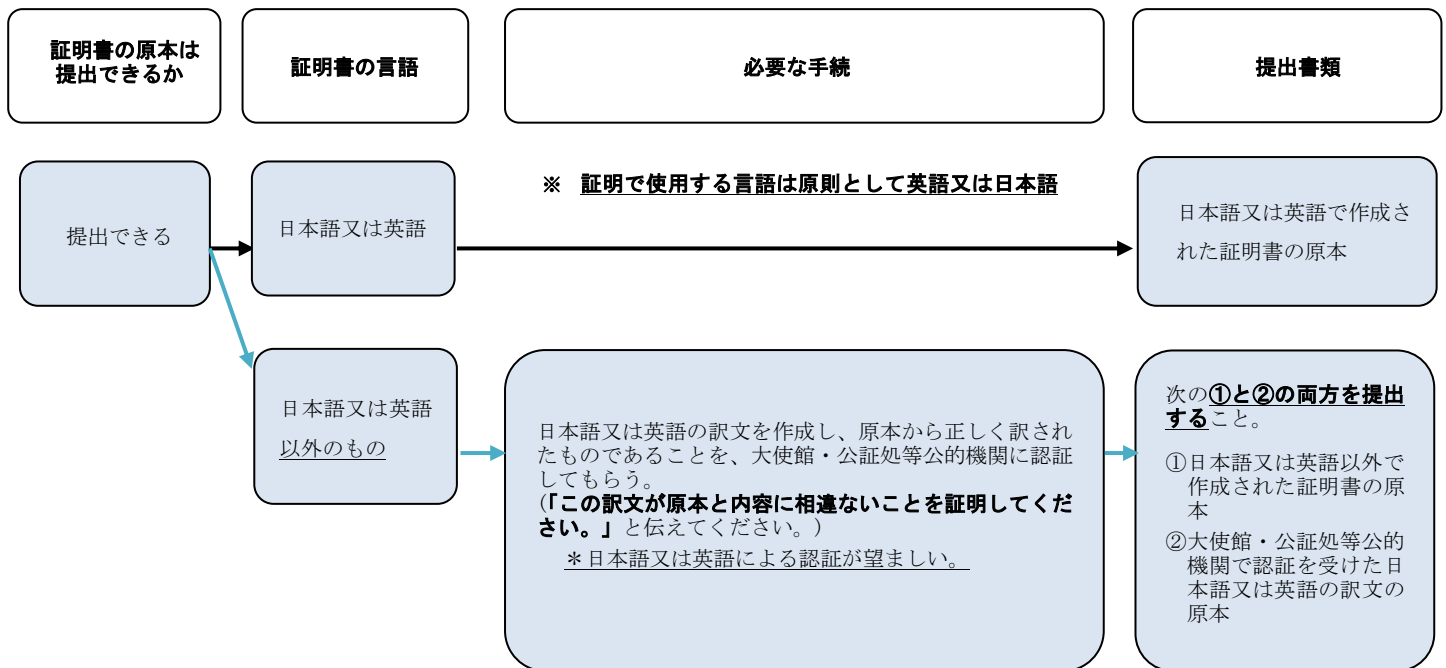 証明書の原本は
提出できるか
証明書の言語
必要な手続
提出書類
提出できる
日本語又は英語
※ 証明で使用する言語は原則として英語又は日本語
日本語又は英語で作成さ
れた証明書の原本
日本語又は英語
以外のもの
日本語又は英語の訳文を作成し、原本から正しく訳され
たものであることを、大使館・公証処等公的機関に認証
してもらう。
(「この訳文が原本と内容に相違ないことを証明してくだ
さい。」と伝えてください。)
＊日本語又は英語による認証が望ましい。
次の①と②の両方を提出
すること。
①日本語又は英語以外で
作成された証明書の原
本
②大使館・公証処等公的
機関で認証を受けた日
本語又は英語の訳文の
原本